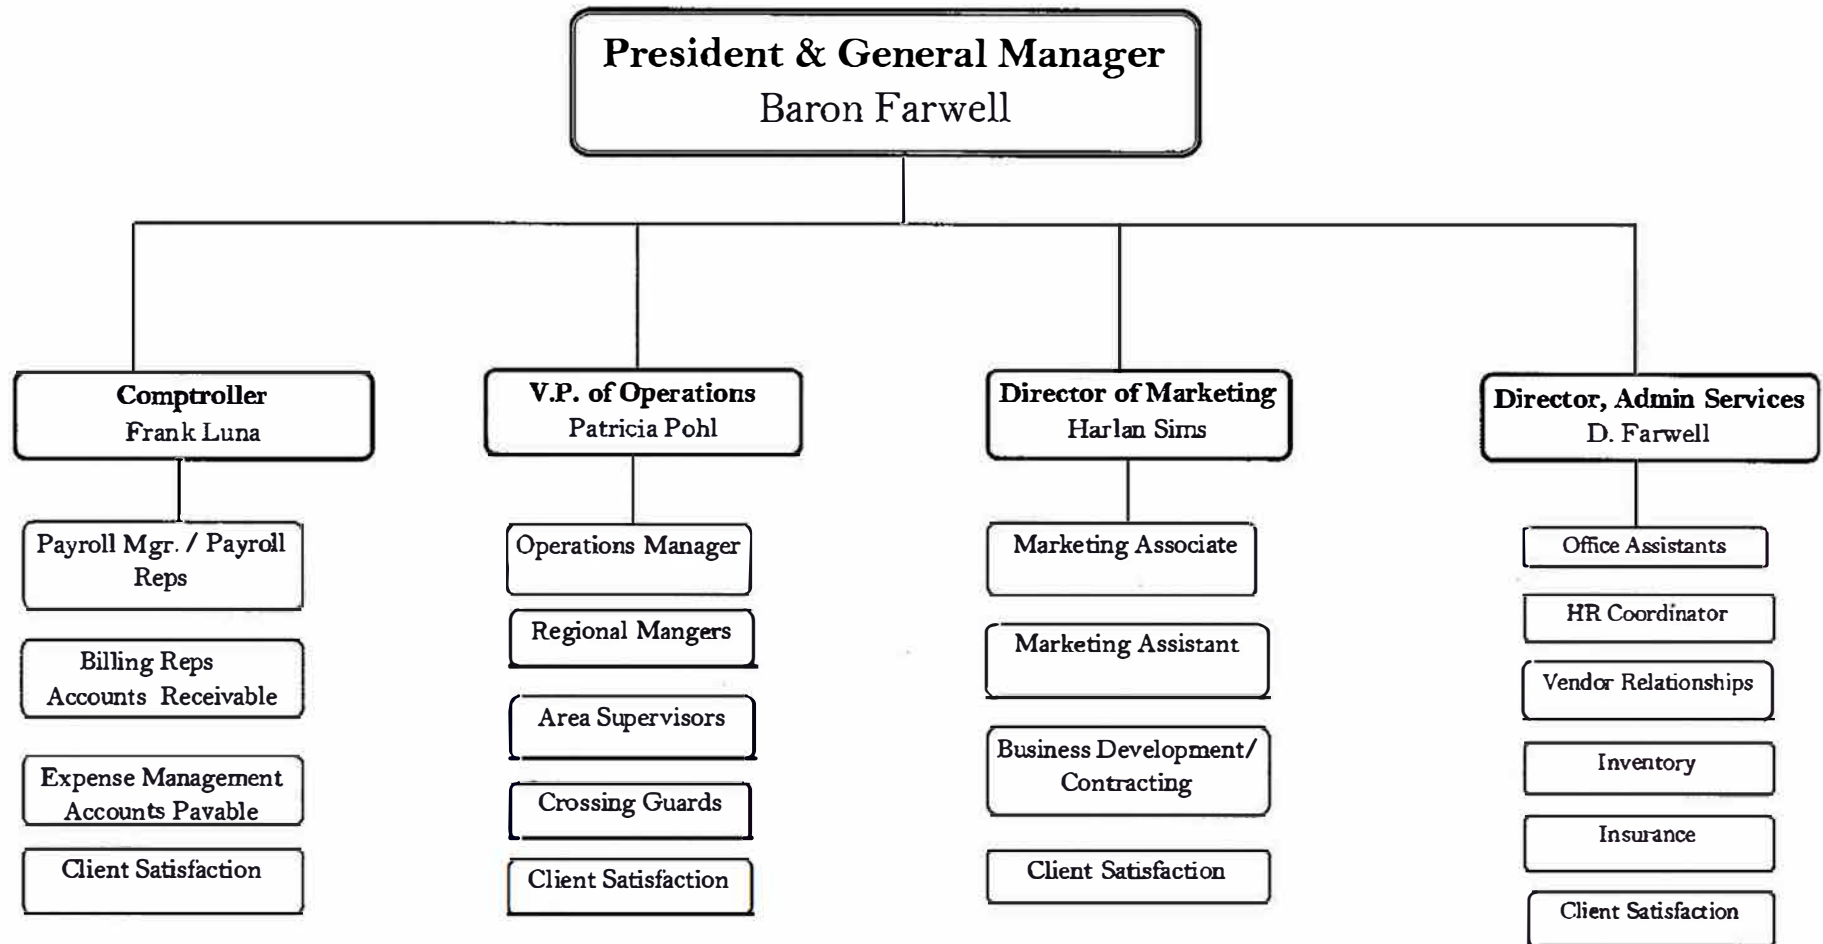 President & General Manager
Baron Farwell
Comptroller
Frank Luna
V.P. of Operations
Patricia Pohl
Director of Marketing
Harlan Sims
Director, Admin Services
D. Farwell
Payroll Mgr. / Payroll
Reps
Billing Reps
Accounts Receivable
Expense Management
Accounts Payable
Client Satisfaction
Operations Manager
Regional Mangers
Area Supervisors
Crossing Guards
Client Satisfaction
Marketing Associate
Marketing Assistant
Business Development/
Contracting
Client Satisfaction
Office Assistants
HR Coordinator
Vendor Relationships
Inventory
Insurance
Client Satisfaction